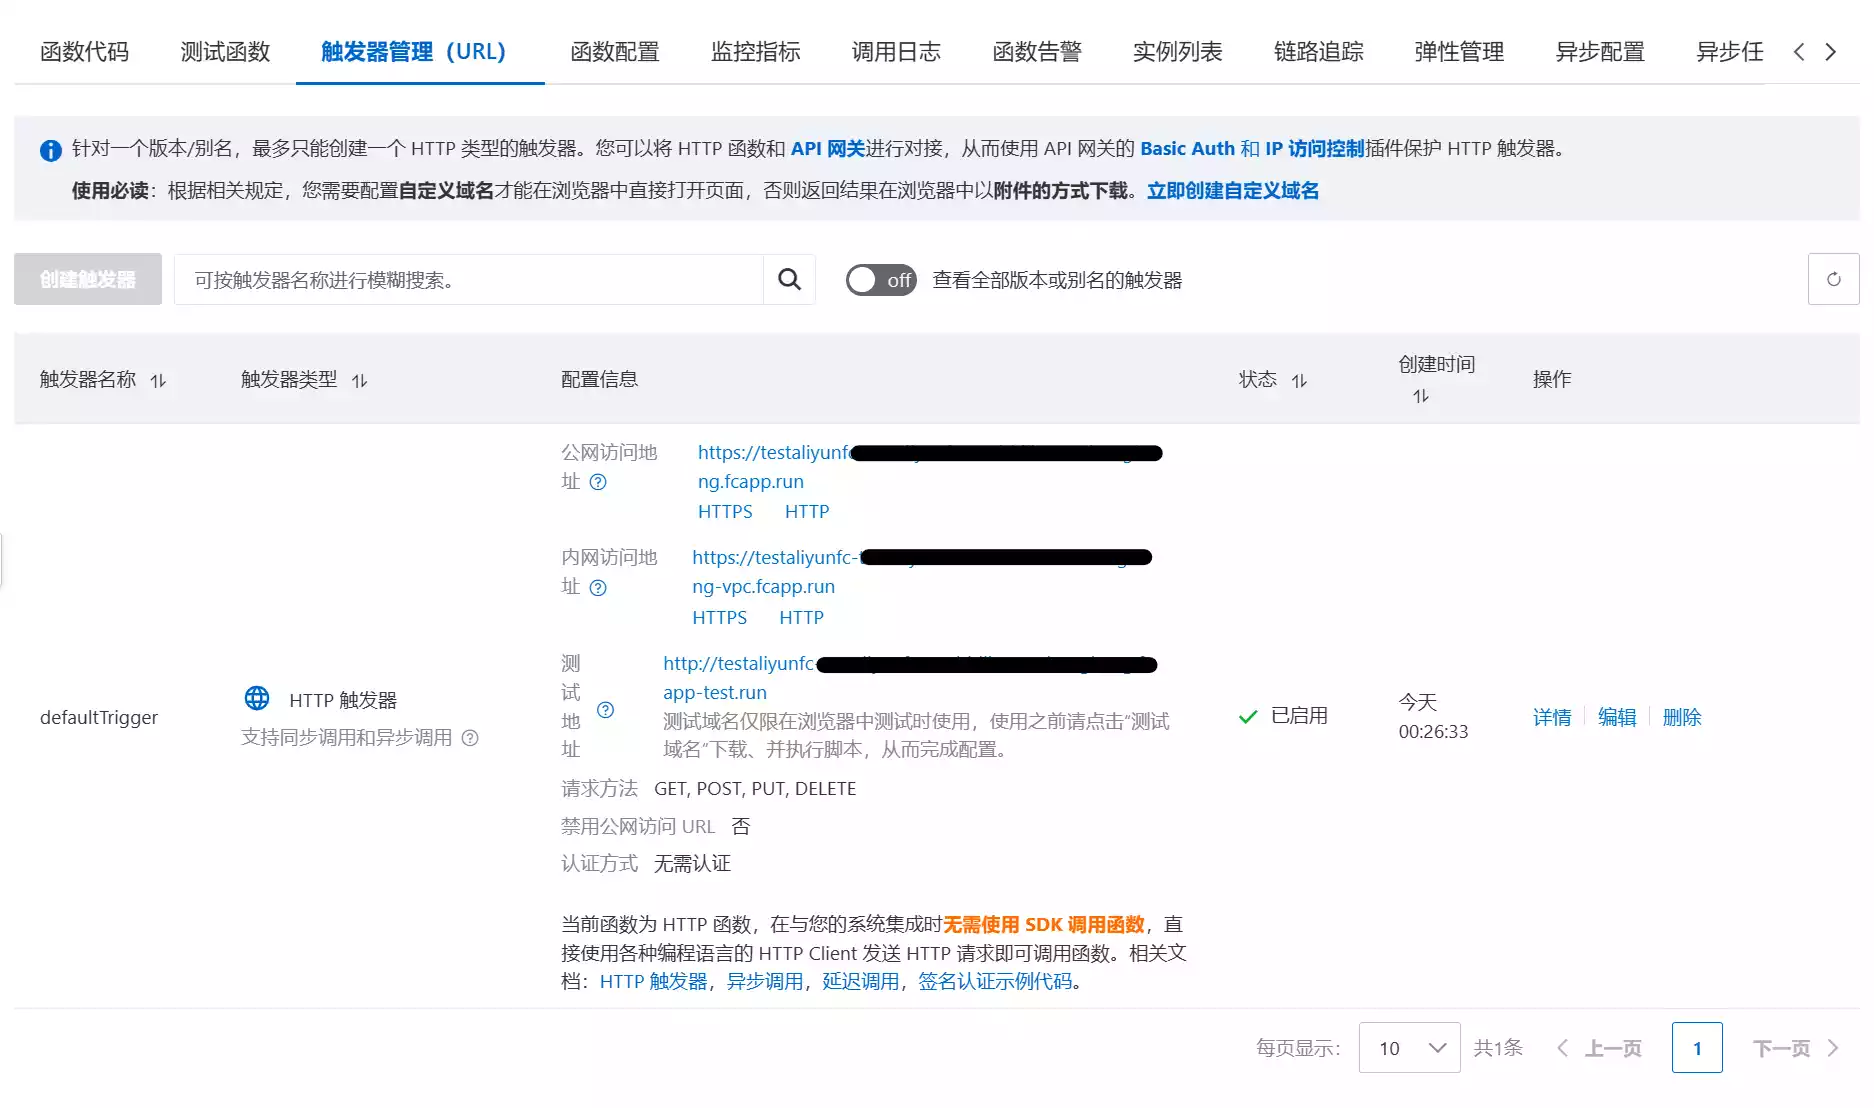 函数代码 测试函数 触发器管理（URL） 函数配置 监控指标 调用日志 函数告警 实例列表 链路追踪 弹性管理 异步配置 异步任
针对一个版本/别名，最多只能创建一个 HTTP 类型的触发器。您可以将 HTTP 函数和 API 网关进行对接，从而使用 API 网关的 Basic Auth 和 IP 访问控制插件保护 HTTP 触发器。
使用必读：根据相关规定，您需要配置自定义域名才能在浏览器中直接打开页面，否则返回结果在浏览器中以附件的方式下载。立即创建自定义域名
创建触发器 可按触发器名称进行模糊搜索。 off 查看全部版本或别名的触发器
触发器名称 触发器类型 配置信息 状态 创建时间 操作
公网访问地址 https://testaliyunfc
ng.fcapp.run
HTTPS HTTP
内网访问地址 https://testaliyunfc-
ng-vpc.fcapp.run
HTTPS HTTP
测试地址 http://testaliyunfc-
app-test.run
测试域名仅限在浏览器中测试时使用，使用之前请点击“测试
域名”下载、并执行脚本，从而完成配置。
defaultTrigger
HTTP 触发器
支持同步调用和异步调用
已启用
今天
00:26:33
详情 编辑 删除
请求方法 GET, POST, PUT, DELETE
禁用公网访问 URL 否
认证方式 无需认证
当前函数为 HTTP 函数，在与您的系统集成时无需使用 SDK 调用函数，直
接使用各种编程语言的 HTTP Client 发送 HTTP 请求即可调用函数。相关文
档：HTTP 触发器，异步调用，延迟调用，签名认证示例代码。
每页显示： 10 共1条 上一页 1 下一页